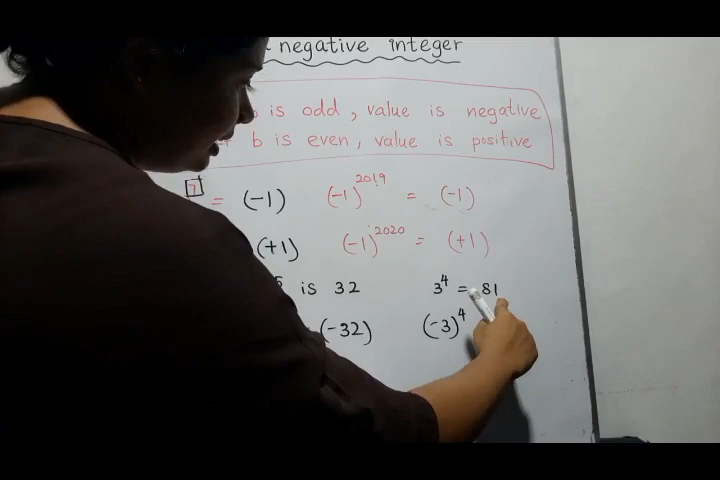 negative integer
is odd, value is negative
b is even, value is positive
7 = (-1) (-1)^2019 = (-1)
(+1) (-1)^2020 = (+1)
is 32 3^4 = 81
(-32) (-3)^4